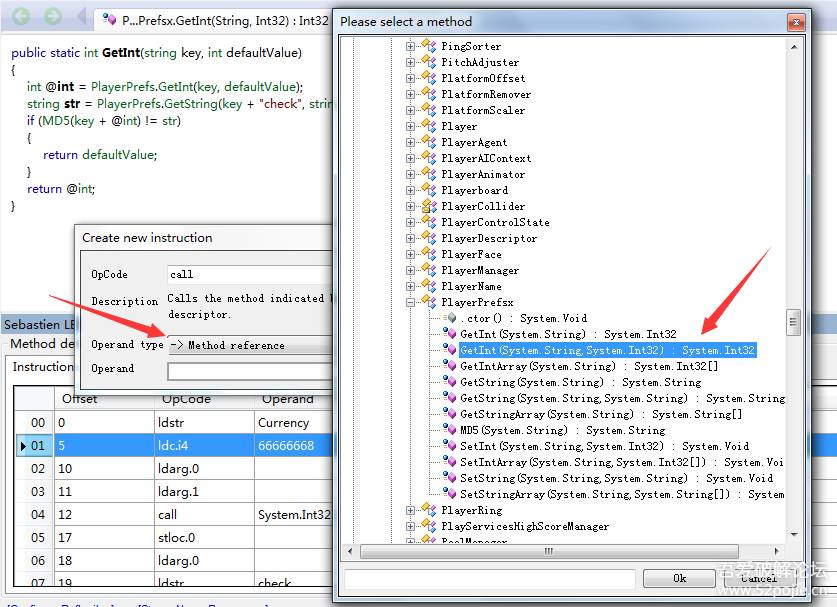 P...Prefsx.GetInt(String, Int32) : Int32
public static int GetInt(string key, int defaultValue)
{
int @int = PlayerPrefs.GetInt(key, defaultValue);
string str = PlayerPrefs.GetString(key + "check",
if (MD5(key + @int) != str)
{
return defaultValue;
}
return @int;
}
Create new instruction
OpCode call
Description Calls the method indicated
descriptor.
Operand type -> Method reference
Operand
Sebastien
Method
Instruction
Offset OpCode Operand
00 0 ldstr Currency
01 5 ldc.i4 66666668
02 10 ldarg.0
03 11 ldarg.1
04 12 call System.Int32
05 17 stloc.0
06 18 ldarg.0
07 19 ldstr check
Please select a method
PingSorter
PitchAdjuster
PlatformOffset
PlatformRemover
PlatformScaler
Player
PlayerAgent
PlayerAIContext
PlayerAnimator
Playerboard
PlayerCollider
PlayerControlState
PlayerDescriptor
PlayerFace
PlayerManager
PlayerName
PlayerPrefsx
.ctor() : System.Void
GetInt(System.String) : System.Int32
GetInt(System.String,System.Int32) : System.Int32
GetIntArray(System.String) : System.Int32[]
GetString(System.String) : System.String
GetString(System.String,System.String) : System.String
GetStringArray(System.String) : System.String[]
MD5(System.String) : System.String
SetInt(System.String,System.Int32) : System.Void
SetIntArray(System.String,System.Int32[]) : System.Voi
SetString(System.String,System.String) : System.Void
SetStringArray(System.String,System.String[]) : System
PlayerRing
PlayServicesHighScoreManager
PoolManager
Ok Cancel
吾爱破解论坛
www.52pojie.cn